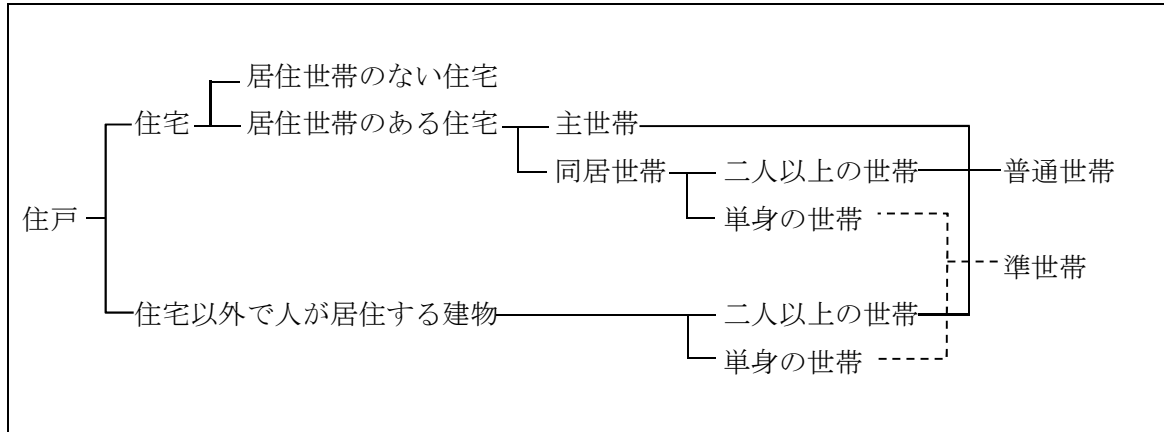 居住世帯のない住宅
住宅 居住世帯のある住宅 主世帯
同居世帯 二人以上の世帯 普通世帯
住戸 単身の世帯
準世帯
住宅以外で人が居住する建物 二人以上の世帯
単身の世帯